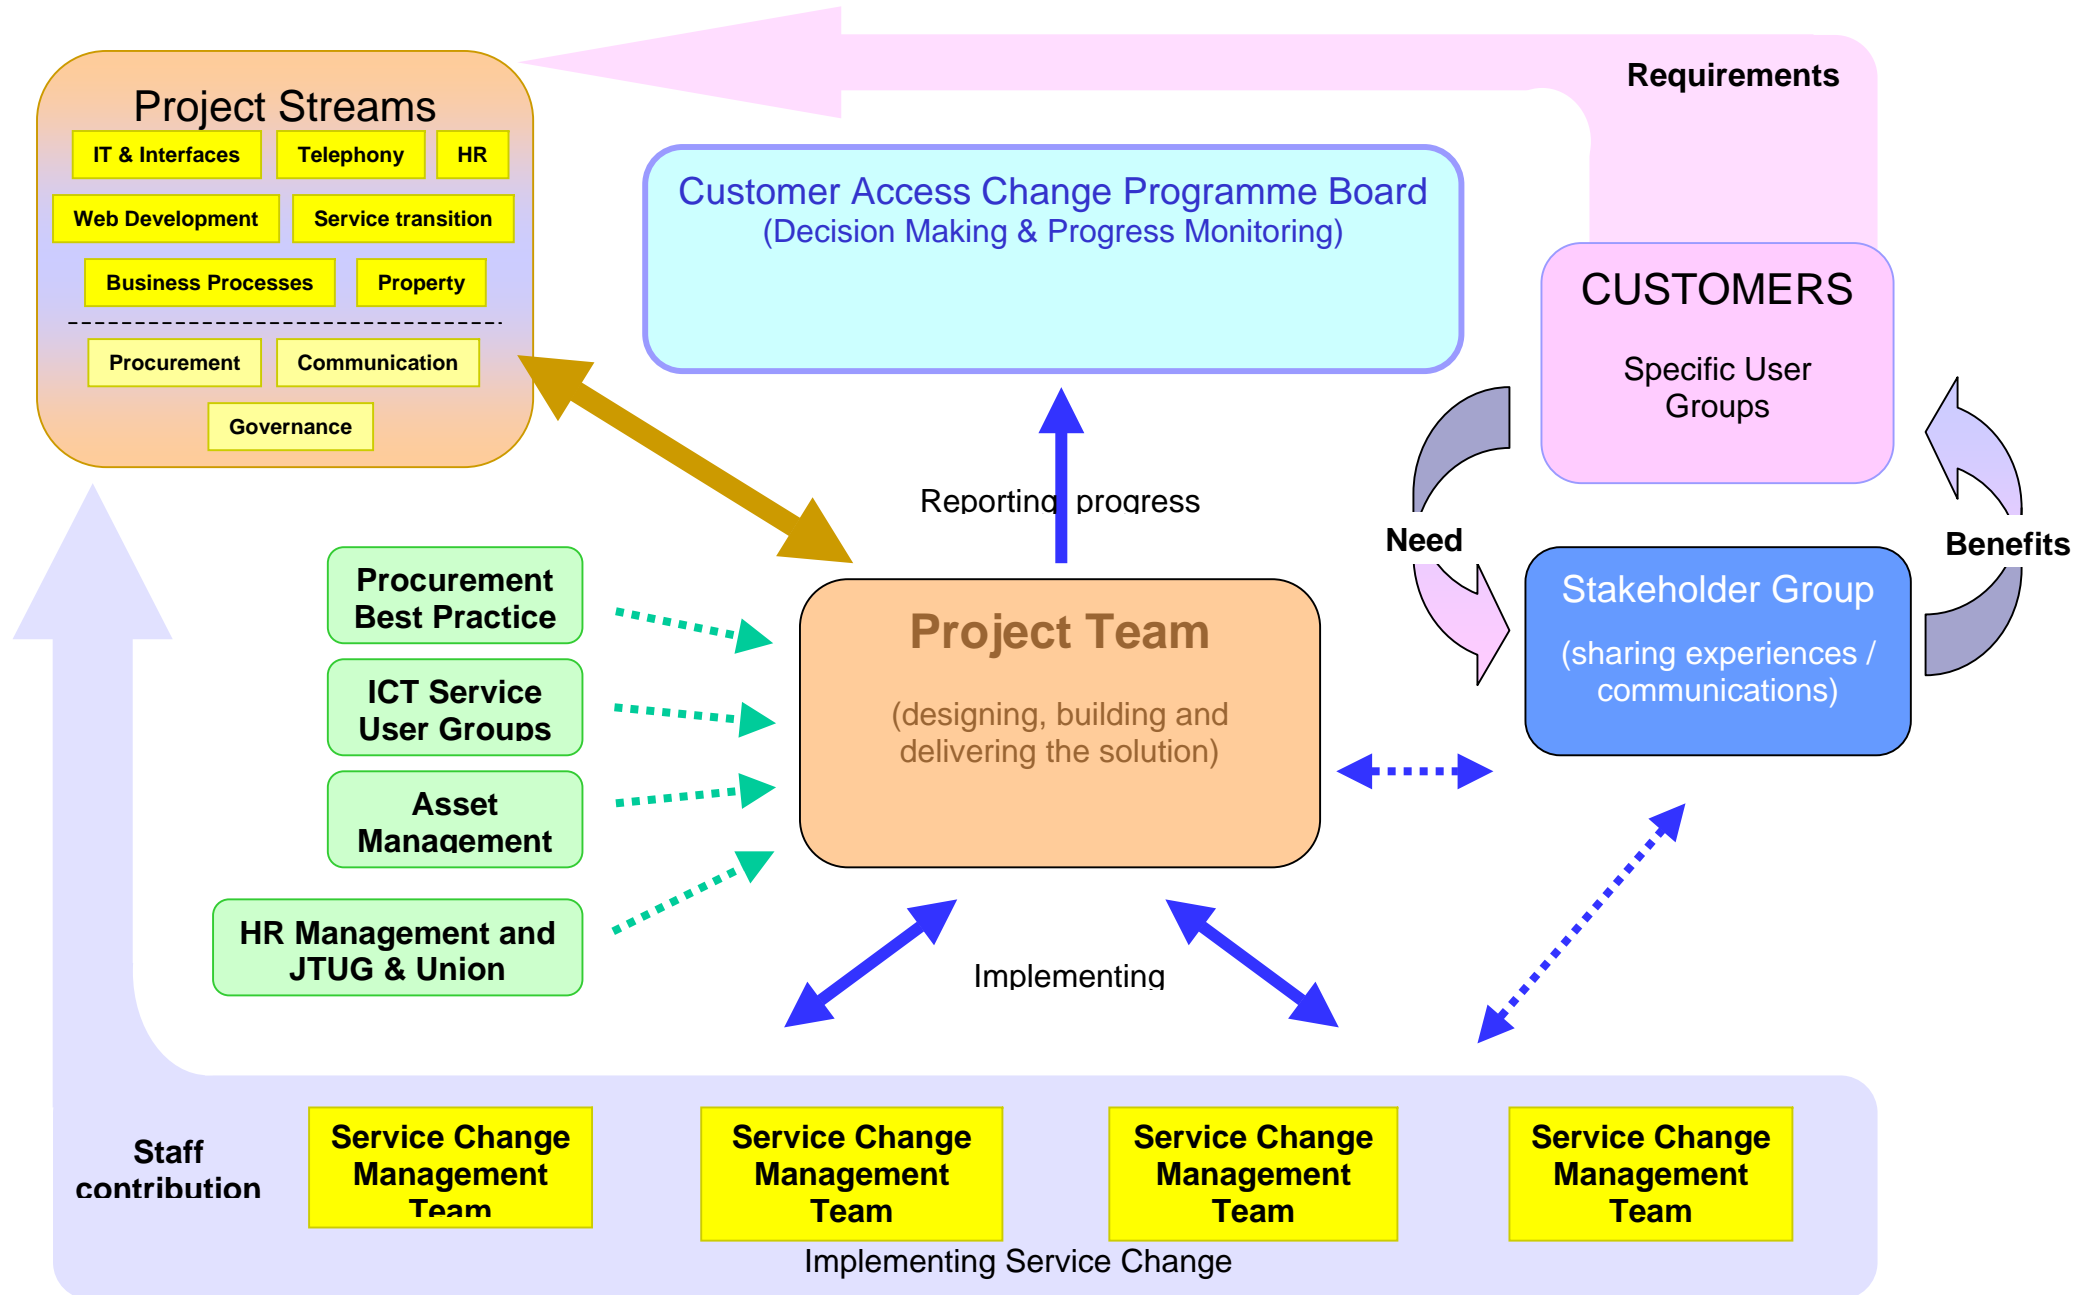 Requirements
Project Streams
IT & Interfaces
Telephony
HR
Web Development
Service transition
Business Processes
Property
Procurement
Communication
Governance
Customer Access Change Programme Board
(Decision Making & Progress Monitoring)
CUSTOMERS
Specific User
Groups
Reporting progress
Need
Benefits
Procurement
Best Practice
ICT Service
User Groups
Asset
Management
HR Management and
JTUG & Union
Project Team
(designing, building and
delivering the solution)
Stakeholder Group
(sharing experiences /
communications)
Implementing
Staff
contribution
Service Change
Management
Team
Service Change
Management
Team
Service Change
Management
Team
Service Change
Management
Team
Implementing Service Change